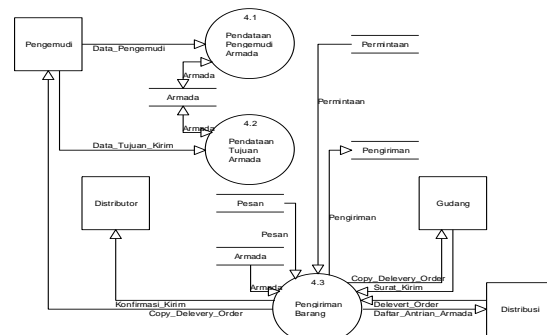 4.1
Pengemudi
Data_Pengemudi
Pendataan
Pengemudi
Armada
Permintaan
Armada
Armada
Permintaan
Armada
4.2
Pendataan
Tujuan
Armada
Data_Tujuan_Kirim
Pengiriman
Distributor
Pesan
Gudang
Pengiriman
Pesan
Armada
Armada
4.3
Pengiriman
Barang
Copy_Delevery_Order
Surat_Kirim
Konfirmasi_Kirim
Delevert_Order
Copy_Delevery_Order
Daftar_Antrian_Armada
Distribusi